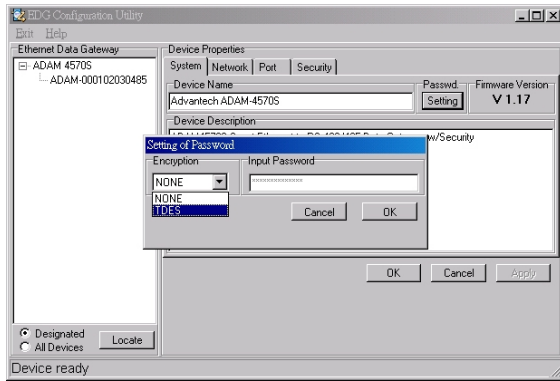 EDG Configuration Utility
Exit Help
Ethernet Data Gateway
ADAM 4570S
ADAM-000102030485
Device Properties
System Network Port Security
Device Name
Advantech ADAM-4570S
Passwd.
Setting
Firmware Version
V 1.17
Device Description
w/Security
Setting of Password
Encryption
NONE
NONE
TDES
Input Password
××××××××××××××
Cancel OK
OK Cancel Apply
Designated
All Devices
Locate
Device ready